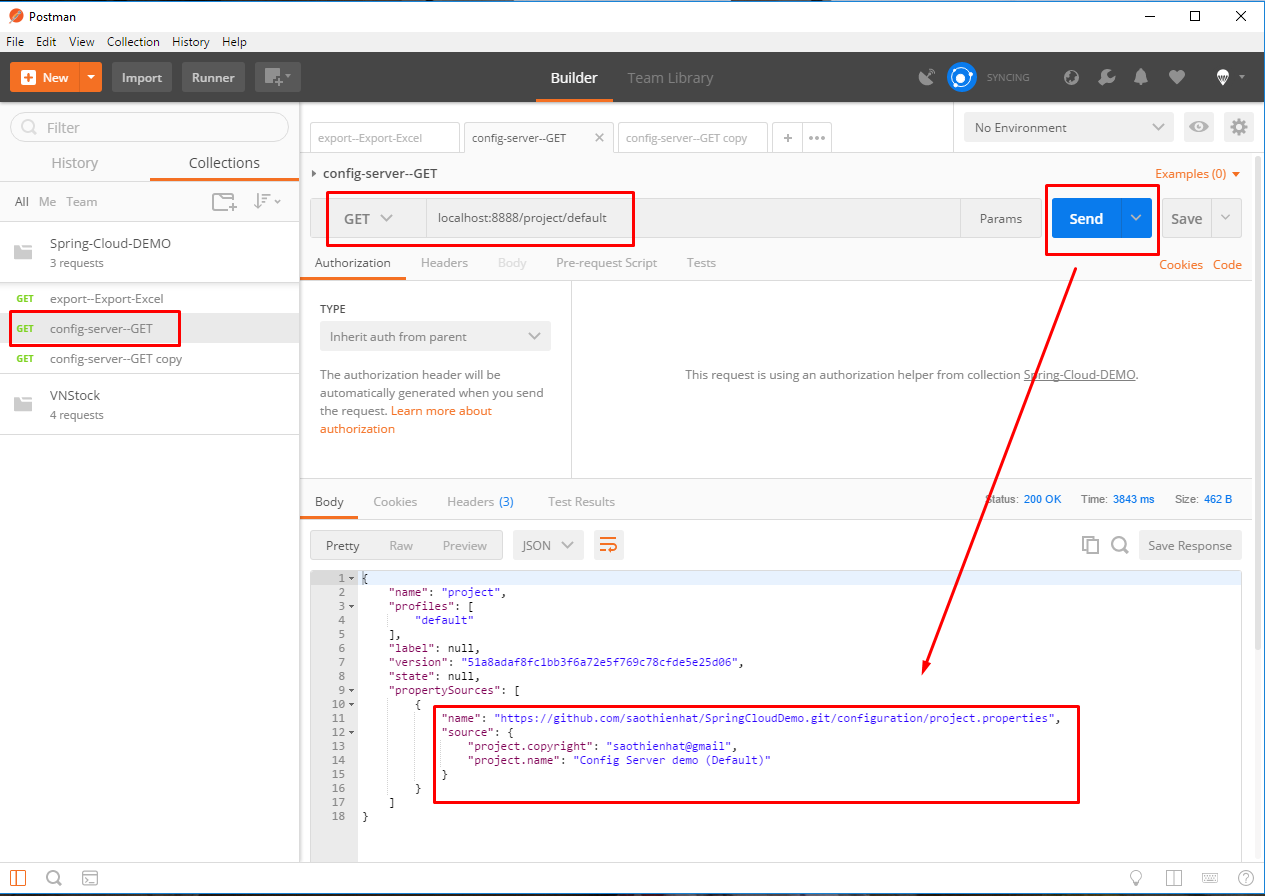 Postman
File Edit View Collection History Help
New Import Runner Builder Team Library SYNCING
Filter
History Collections
All Me Team
Spring-Cloud-DEMO
3 requests
GET export--Export-Excel
GET config-server--GET
GET config-server--GET copy
VNStock
4 requests
export--Export-Excel config-server--GET config-server--GET copy + ••• No Environment
config-server--GET Examples (0)
GET localhost:8888/project/default Params Send Save
Authorization Headers Body Pre-request Script Tests Cookies Code
TYPE
Inherit auth from parent
The authorization header will be
automatically generated when you send
the request. Learn more about
authorization
This request is using an authorization helper from collection Spring-Cloud-DEMO.
Body Cookies Headers (3) Test Results Status: 200 OK Time: 3843 ms Size: 462 B
Pretty Raw Preview JSON Save Response
1 {
2 "name": "project",
3 "profiles": [
4 "default"
5 ],
6 "label": null,
7 "version": "51a8adaf8fc1bb3f6a72e5f769c78cfde5e25d06",
8 "state": null,
9 "propertySources": [
10 {
11 "name": "https://github.com/saothienhat/SpringCloudDemo.git/configuration/project.properties",
12 "source": {
13 "project.copyright": "saothienhat@gmail",
14 "project.name": "Config Server demo (Default)"
15 }
16 }
17 ]
18 }